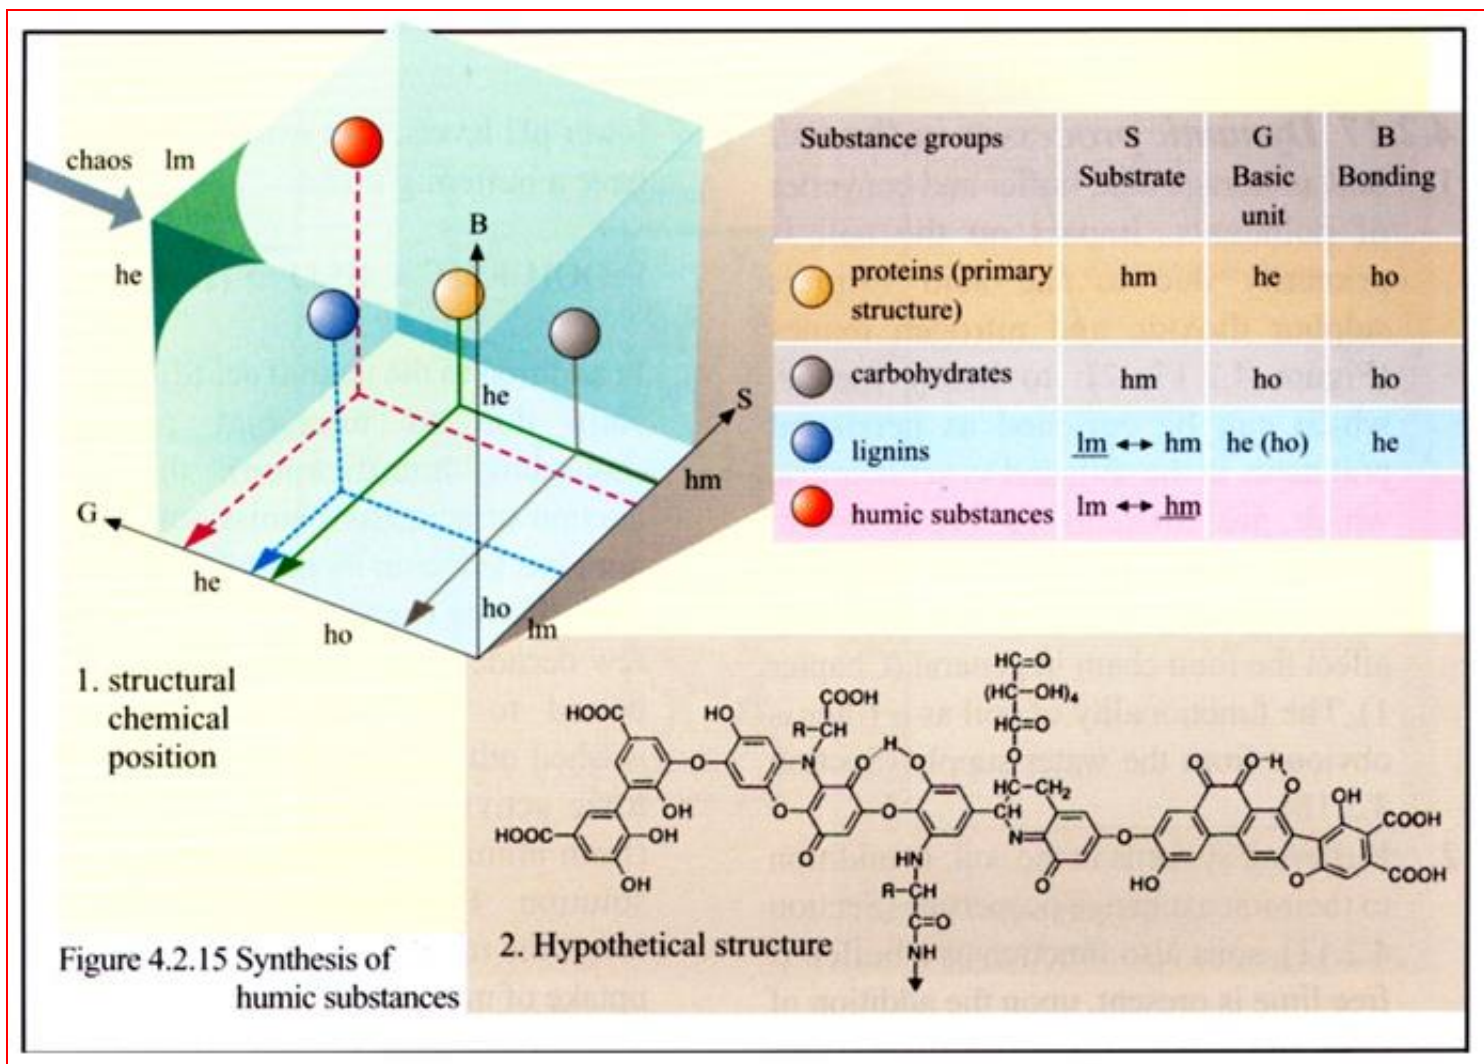 chaos lm
he
B
he
S
hm
G
he
ho
ho
lm
1. structural
chemical
position
Substance groups S G B
Substrate Basic Bonding
unit
proteins (primary hm he ho
structure)
carbohydrates hm ho ho
lignins lm ↔ hm he (ho) he
humic substances lm ↔ hm
HC=O
(HC—OH)₄
HC=O
O
HC—CH₂
CH
COOH
R—CH
N
HOOC
HO
O
O
H
HO
O
O
O
H
O
OH
COOH
HOOC
OH
OH
OH
O
O
O
HN
N
O
O
HO
O
COOH
R—CH
C=O
NH
2. Hypothetical structure
Figure 4.2.15 Synthesis of
humic substances